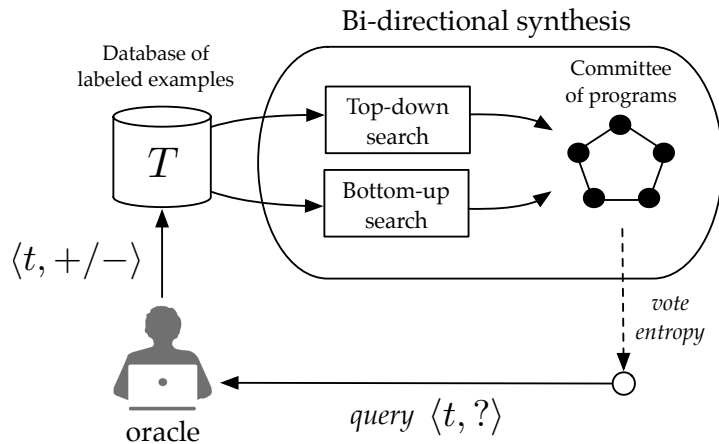 Bi-directional synthesis
Database of
labeled examples
T
Top-down
search
Bottom-up
search
Committee
of programs
⟨t, +/−⟩
vote
entropy
query ⟨t, ?⟩
oracle